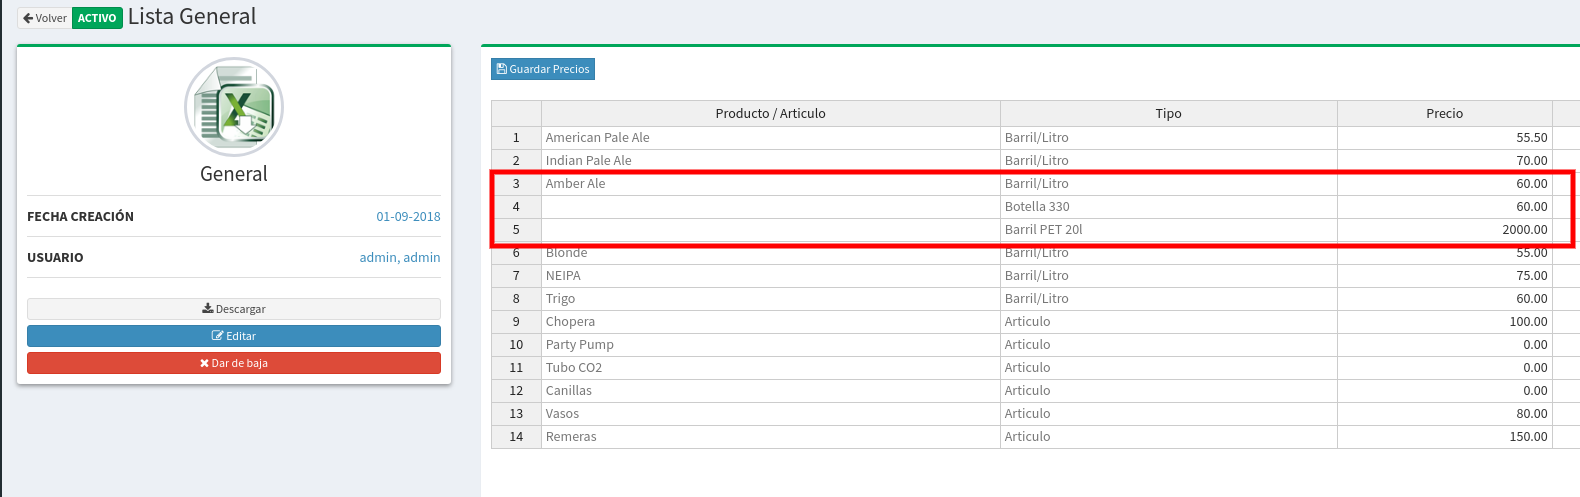 Volver ACTIVO Lista General
General
FECHA CREACIÓN 01-09-2018
USUARIO admin, admin
Descargar
Editar
Dar de baja
Guardar Precios
Producto / Articulo Tipo Precio
1 American Pale Ale Barril/Litro 55.50
2 Indian Pale Ale Barril/Litro 70.00
3 Amber Ale Barril/Litro 60.00
4 Botella 330 60.00
5 Barril PET 20l 2000.00
6 Blonde Barril/Litro 55.00
7 NEIPA Barril/Litro 75.00
8 Trigo Barril/Litro 60.00
9 Chopera Articulo 100.00
10 Party Pump Articulo 0.00
11 Tubo CO2 Articulo 0.00
12 Canillas Articulo 0.00
13 Vasos Articulo 80.00
14 Remeras Articulo 150.00